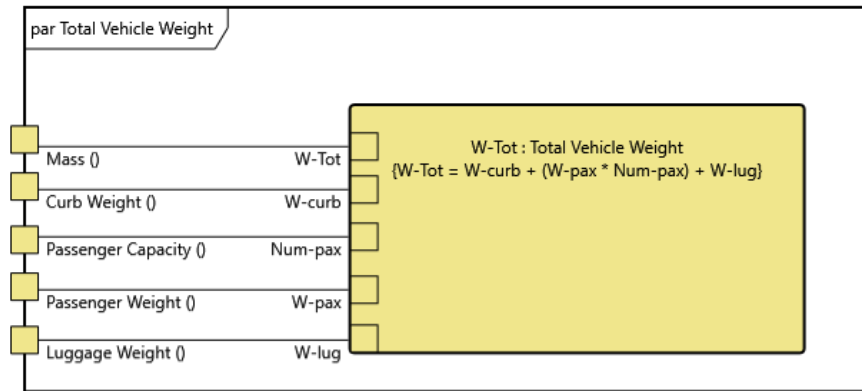 par Total Vehicle Weight
W-Tot : Total Vehicle Weight
{W-Tot = W-curb + (W-pax * Num-pax) + W-lug}
Mass () W-Tot
Curb Weight () W-curb
Passenger Capacity () Num-pax
Passenger Weight () W-pax
Luggage Weight () W-lug